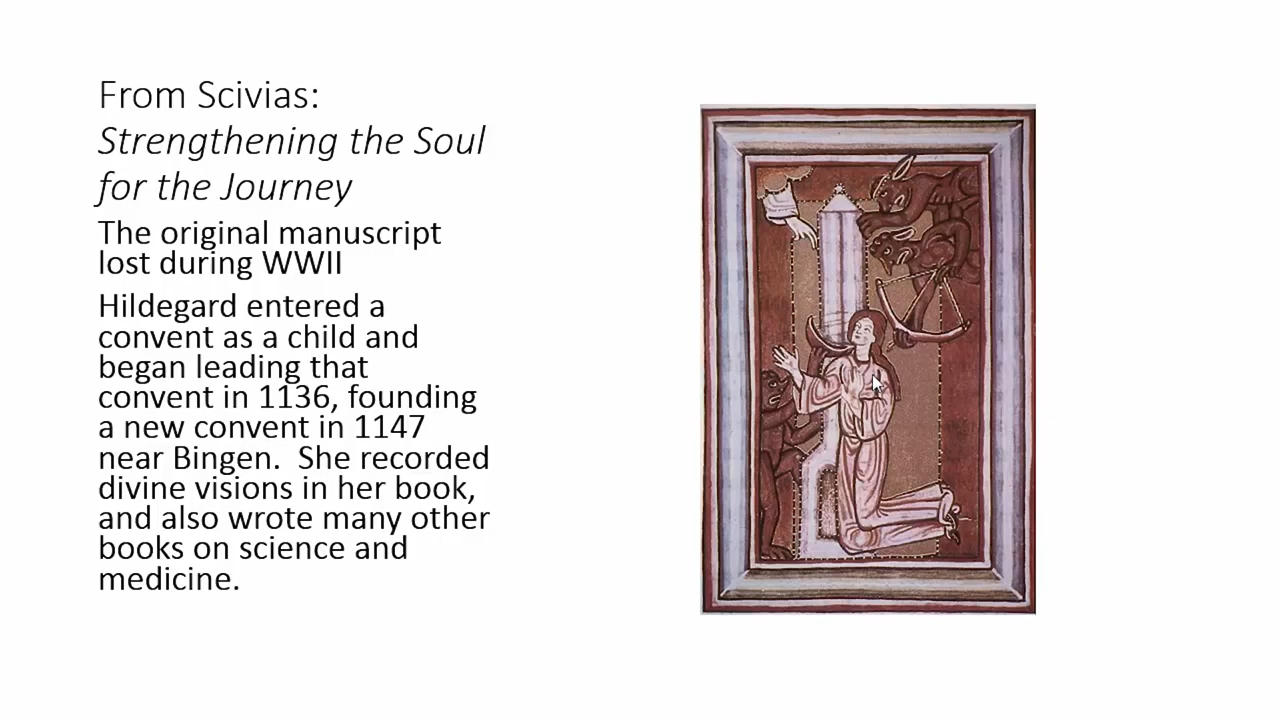 From Scivias:
Strengthening the Soul
for the Journey
The original manuscript
lost during WWII
Hildegard entered a
convent as a child and
began leading that
convent in 1136, founding
a new convent in 1147
near Bingen.  She recorded
divine visions in her book,
and also wrote many other
books on science and
medicine.